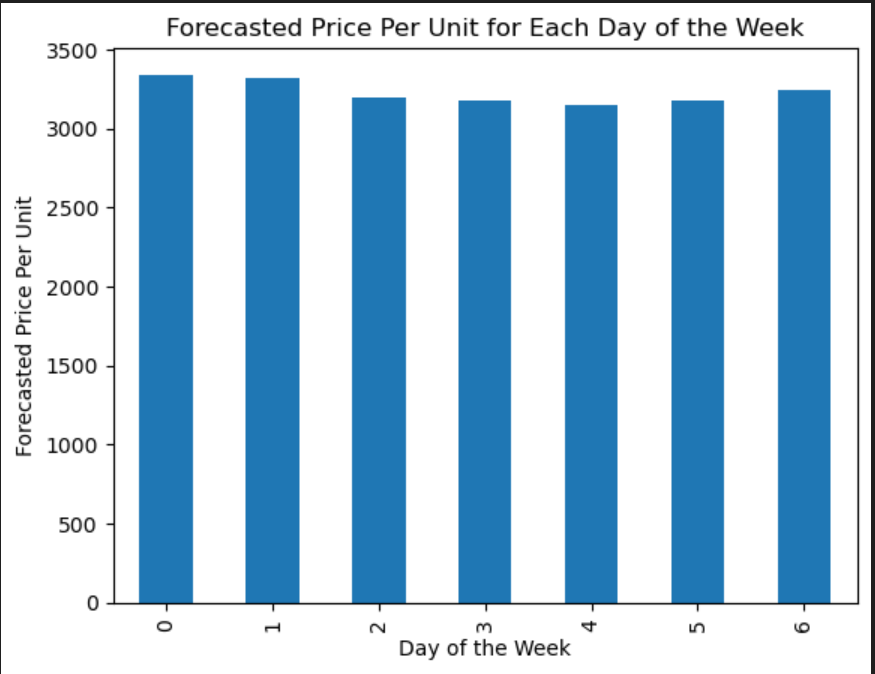 Forecasted Price Per Unit for Each Day of the Week
Forecasted Price Per Unit
3500
3000
2500
2000
1500
1000
500
0
0 1 2 3 4 5 6
Day of the Week